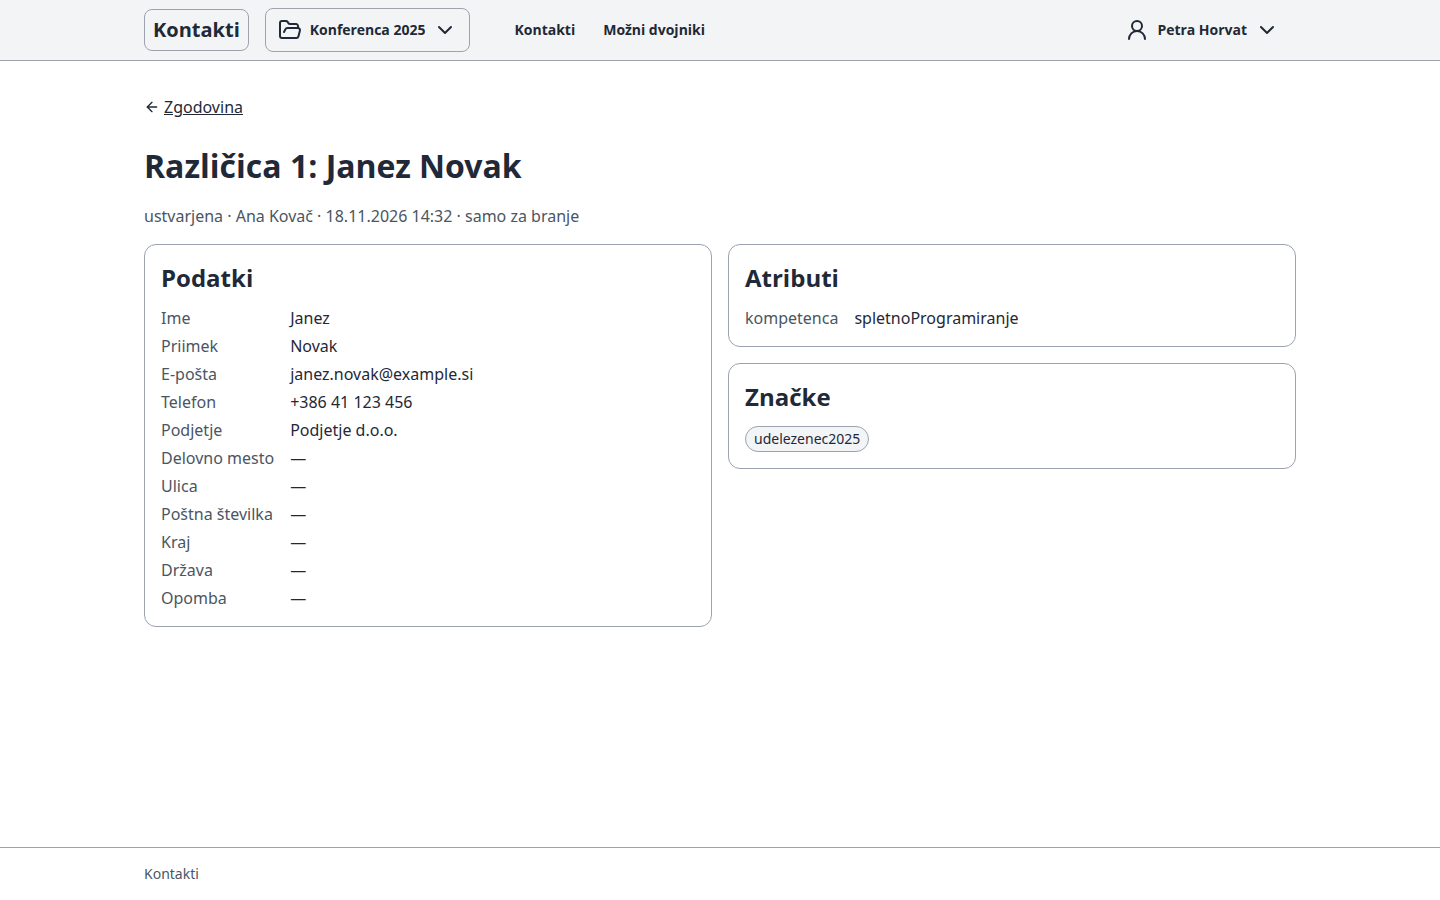 Kontakti
Konferenca 2025
Kontakti
Možni dvojniki
Petra Horvat
Zgodovina
Različica 1: Janez Novak
ustvarjena · Ana Kovač · 18.11.2026 14:32 · samo za branje
Podatki
Ime Janez
Priimek Novak
E-pošta janez.novak@example.si
Telefon +386 41 123 456
Podjetje Podjetje d.o.o.
Delovno mesto —
Ulica —
Poštna številka —
Kraj —
Država —
Opomba —
Atributi
kompetenca spletnoProgramiranje
Značke
udelezenec2025
Kontakti